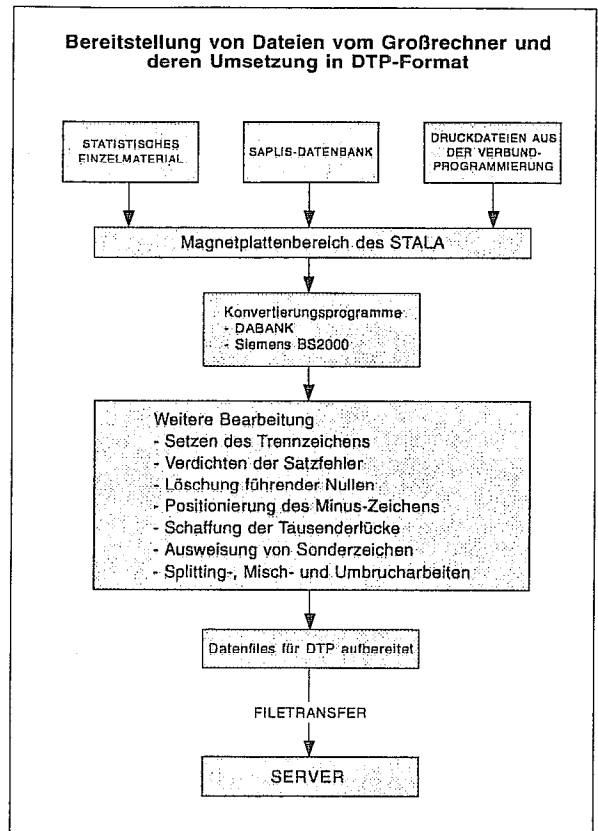 Bereitstellung von Dateien vom Großrechner und
deren Umsetzung in DTP-Format
STATISTISCHES
EINZELMATERIAL
SAPLIS-DATENBANK
DRUCKDATEIEN AUS
DER VERBUND-
PROGRAMMIERUNG
Magnetplattenbereich des STALA
Konvertierungsprogramme
- DABANK
- Siemens BS2000
Weitere Bearbeitung
- Setzen des Trennzeichens
- Verdichten der Satzfehler
- Löschung führender Nullen
- Positionierung des Minus-Zeichens
- Schaffung der Tausenderlücke
- Ausweisung von Sonderzeichen
- Splitting-, Misch- und Umbrucharbeiten
Datenfiles für DTP aufbereitet
FILETRANSFER
SERVER